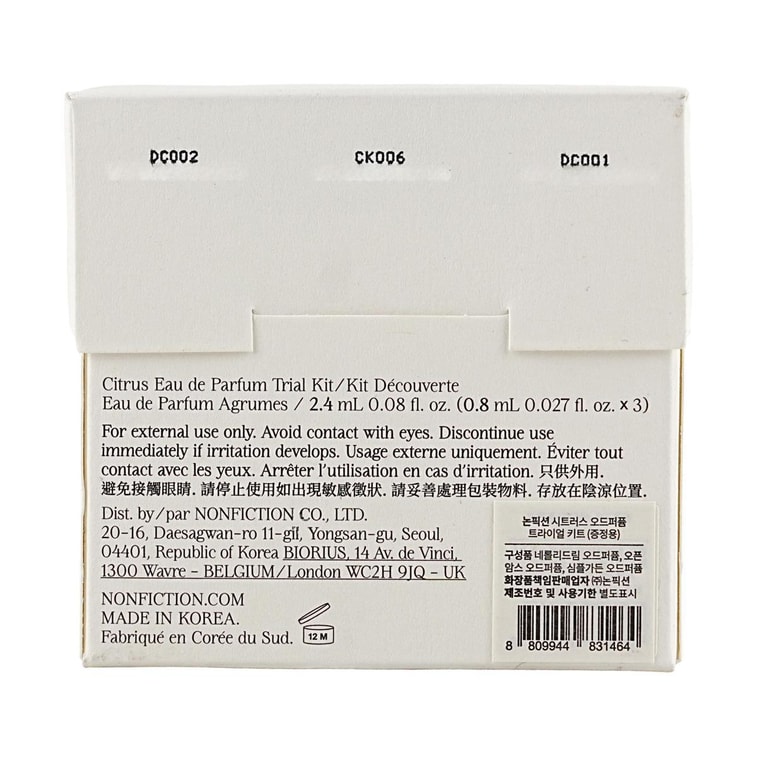 DC002 CK006 DC001
Citrus Eau de Parfum Trial Kit/Kit Découverte
Eau de Parfum Agrumes / 2.4 mL 0.08 fl. oz. (0.8 mL 0.027 fl. oz. x 3)
For external use only. Avoid contact with eyes. Discontinue use
immediately if irritation develops. Usage externe uniquement. Éviter tout
contact avec les yeux. Arrêter l'utilisation en cas d'irritation. 只供外用.
避免接觸眼睛. 請停止使用如出現敏感徵狀. 請妥善處理包裝物料. 存放在陰涼位置.
Dist. by/par NONFICTION CO., LTD.
20-16, Daesagwan-ro 11-gil, Yongsan-gu, Seoul,
04401, Republic of Korea BIORIUS, 14 Av. de Vinci,
1300 Wavre – BELGIUM/London WC2H 9JQ – UK
NONFICTION.COM
MADE IN KOREA.
Fabriqué en Corée du Sud.
12 M
논픽션 시트러스 오드퍼퓸
트라이얼 키트 (증정용)
구성품 네롤리드림 오드퍼퓸, 오픈
암스 오드퍼퓸, 심플가든 오드퍼퓸
화장품책임판매업자 ㈜논픽션
제조번호 및 사용기한 별도표시
8 809944 831464